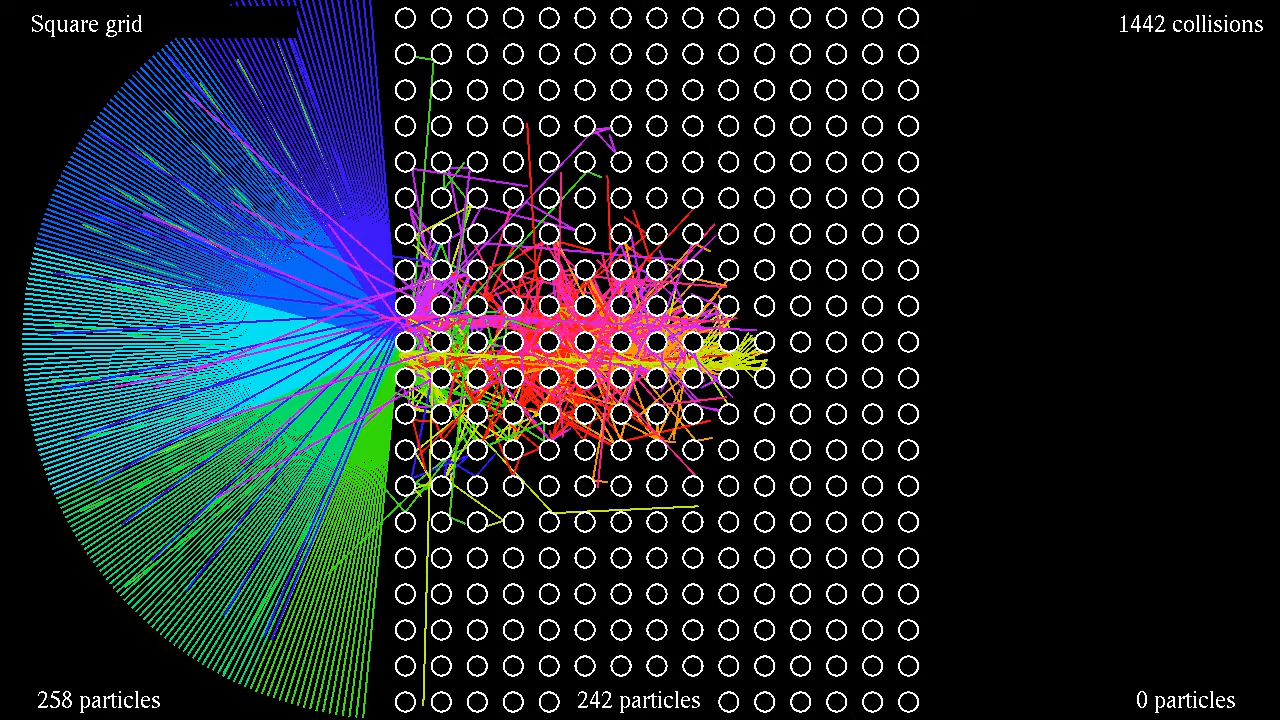 Square grid
1442 collisions
258 particles
242 particles
0 particles